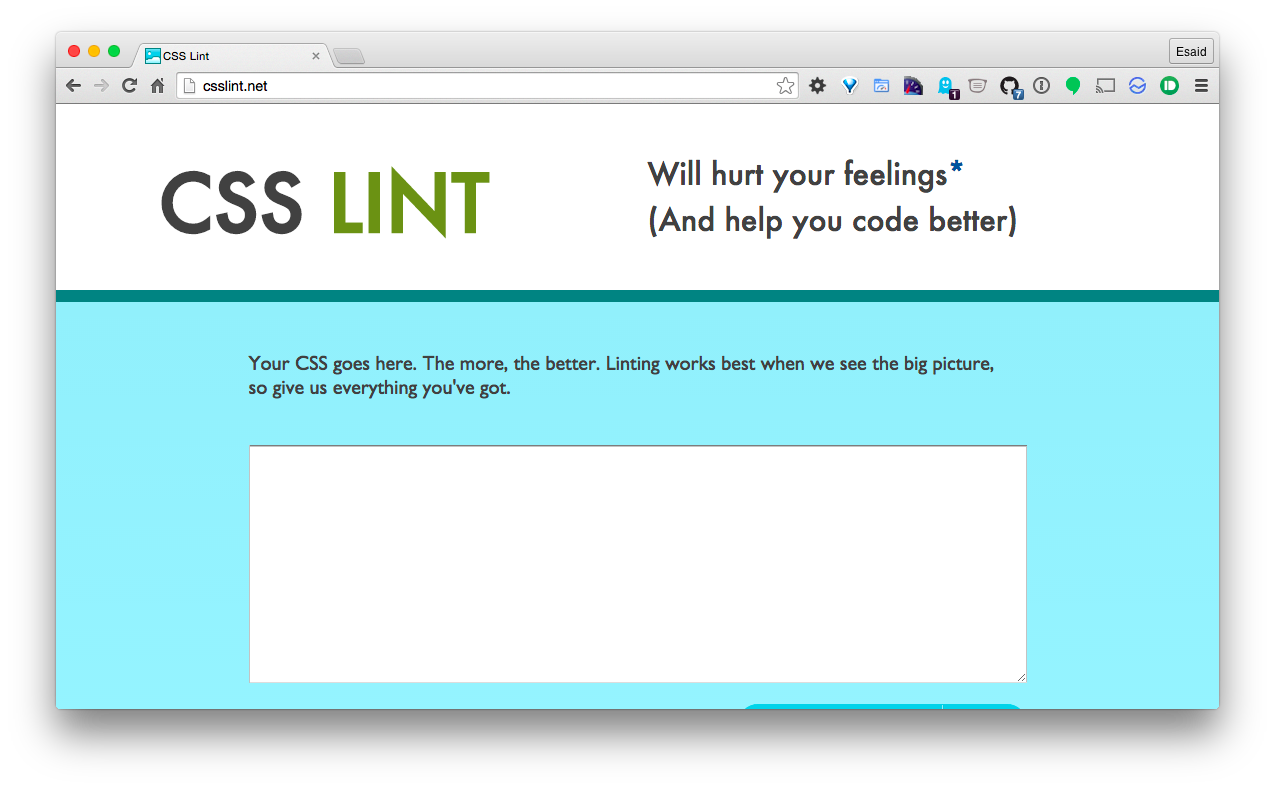 CSS Lint
Esaid
csslint.net
1
7
CSS LINT
Will hurt your feelings*
(And help you code better)
Your CSS goes here. The more, the better. Linting works best when we see the big picture,
so give us everything you've got.